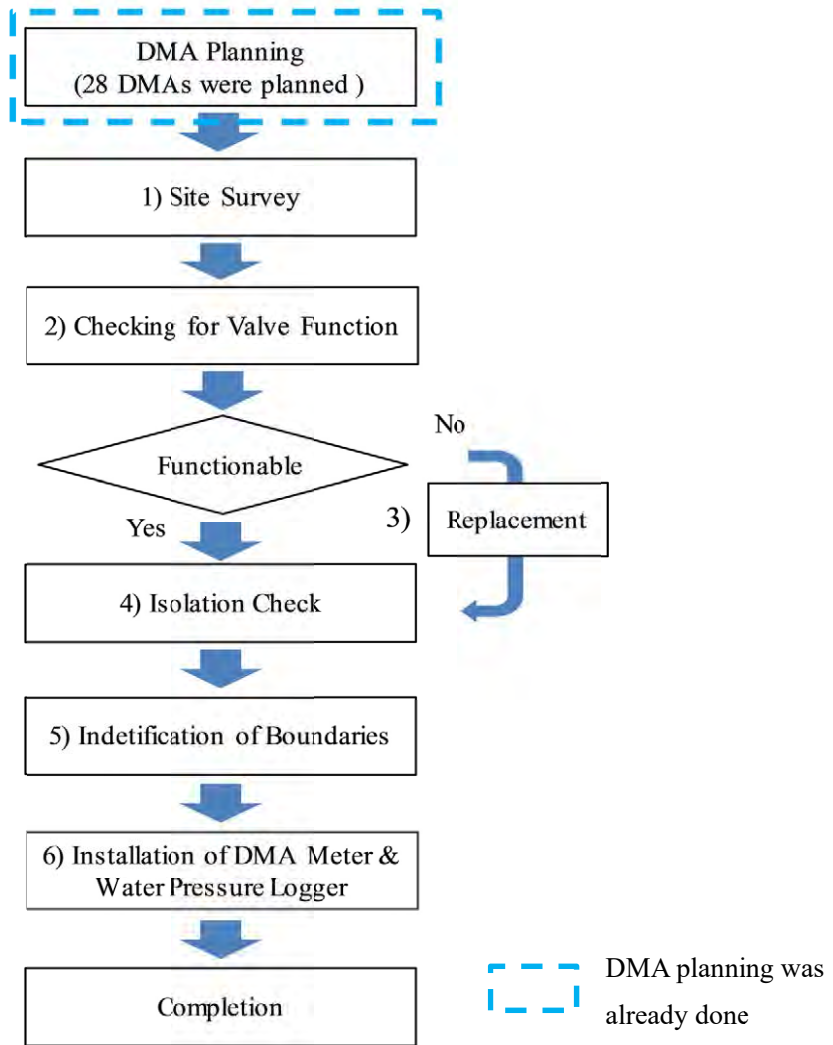 DMA Planning
(28 DMAs were planned )
1) Site Survey
2) Checking for Valve Function
Functionable
No
Yes
3)
Replacement
4) Isolation Check
5) Indetification of Boundaries
6) Installation of DMA Meter &
Water Pressure Logger
Completion
DMA planning was
already done